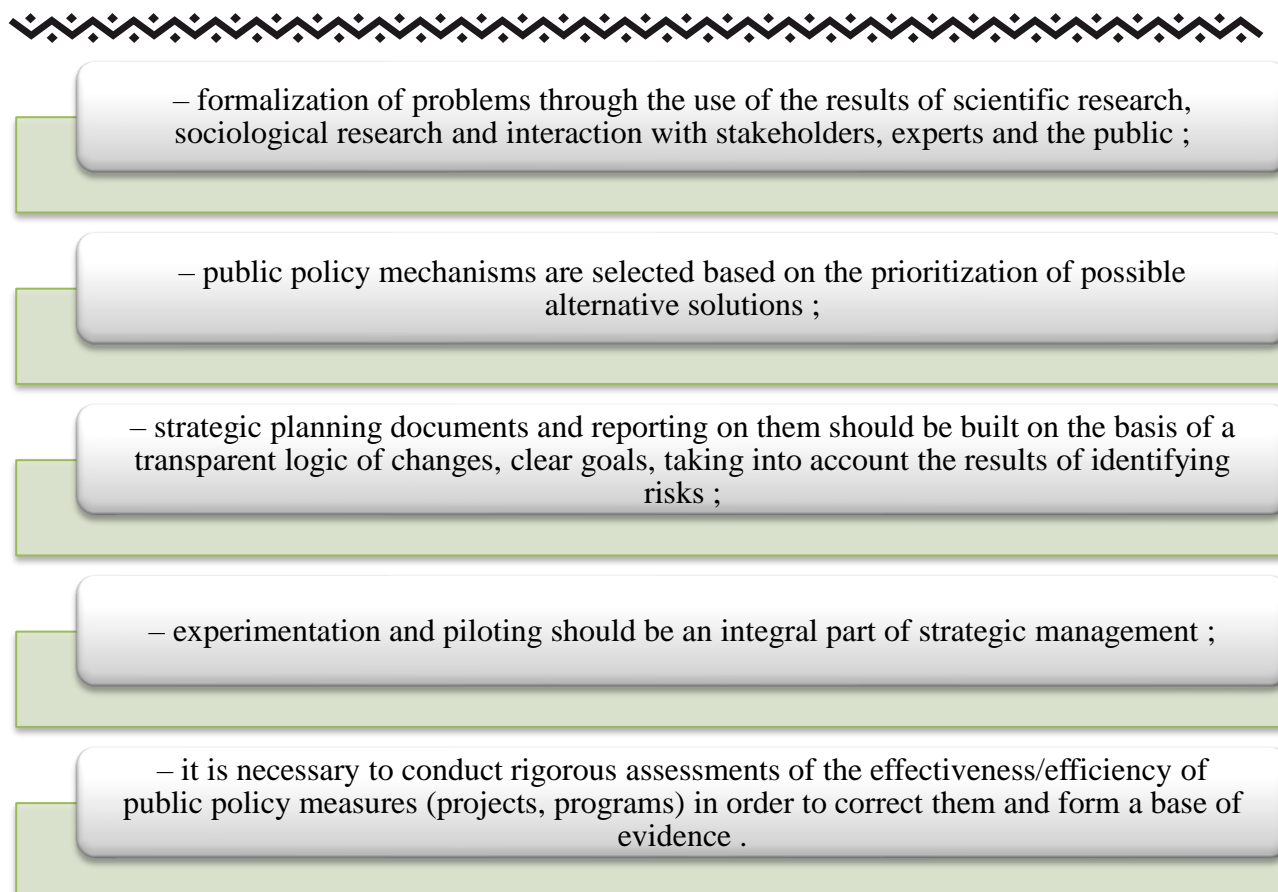 – formalization of problems through the use of the results of scientific research,
sociological research and interaction with stakeholders, experts and the public ;
– public policy mechanisms are selected based on the prioritization of possible
alternative solutions ;
– strategic planning documents and reporting on them should be built on the basis of a
transparent logic of changes, clear goals, taking into account the results of identifying
risks ;
– experimentation and piloting should be an integral part of strategic management ;
– it is necessary to conduct rigorous assessments of the effectiveness/efficiency of
public policy measures (projects, programs) in order to correct them and form a base of
evidence .